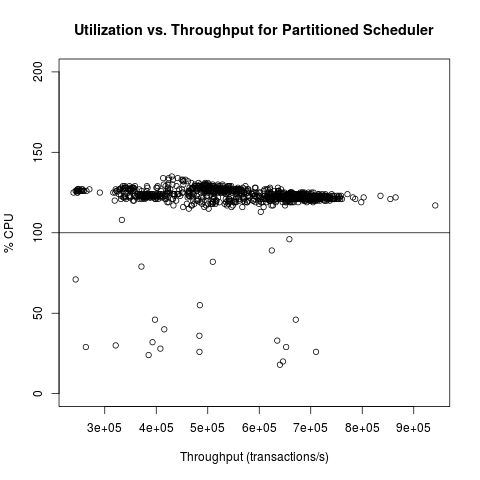 Utilization vs. Throughput for Partitioned Scheduler
200
150
100
50
0
% CPU
3e+05 4e+05 5e+05 6e+05 7e+05 8e+05 9e+05
Throughput (transactions/s)